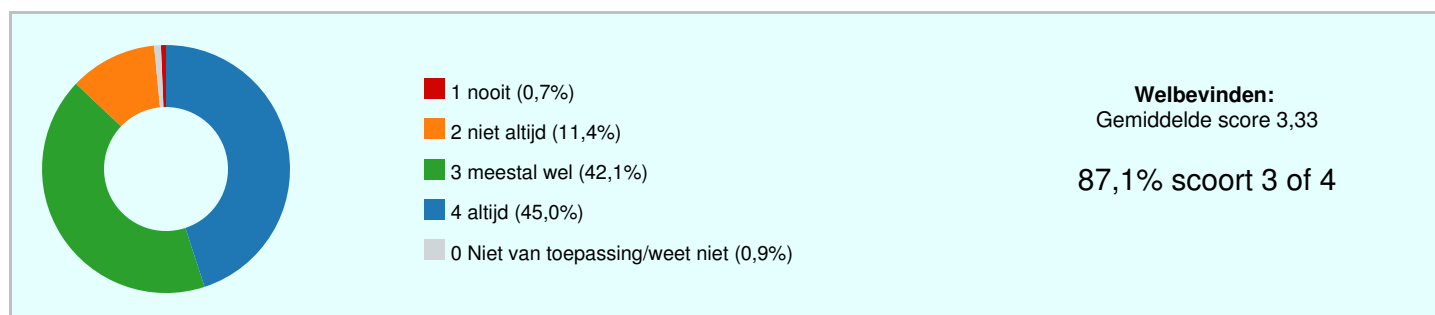 1 nooit (0,7%)
2 niet altijd (11,4%)
3 meestal wel (42,1%)
4 altijd (45,0%)
0 Niet van toepassing/weet niet (0,9%)
Welbevinden:
Gemiddelde score 3,33
87,1% scoort 3 of 4